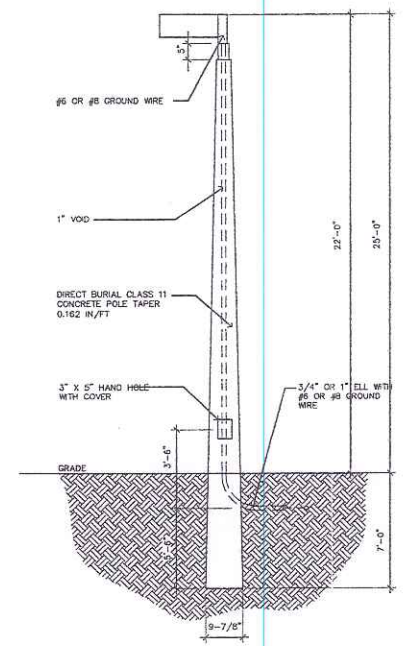 5"
#6 OR #8 GROUND WIRE
1" VOID
22'-0"
25'-0"
DIRECT BURIAL CLASS 11
CONCRETE POLE TAPER
0.162 IN/FT
3" X 5" HAND HOLE
WITH COVER
3/4" OR 1" ELL WITH
#6 OR #8 GROUND
WIRE
3'-6"
GRADE
7'-0"
9-7/8"